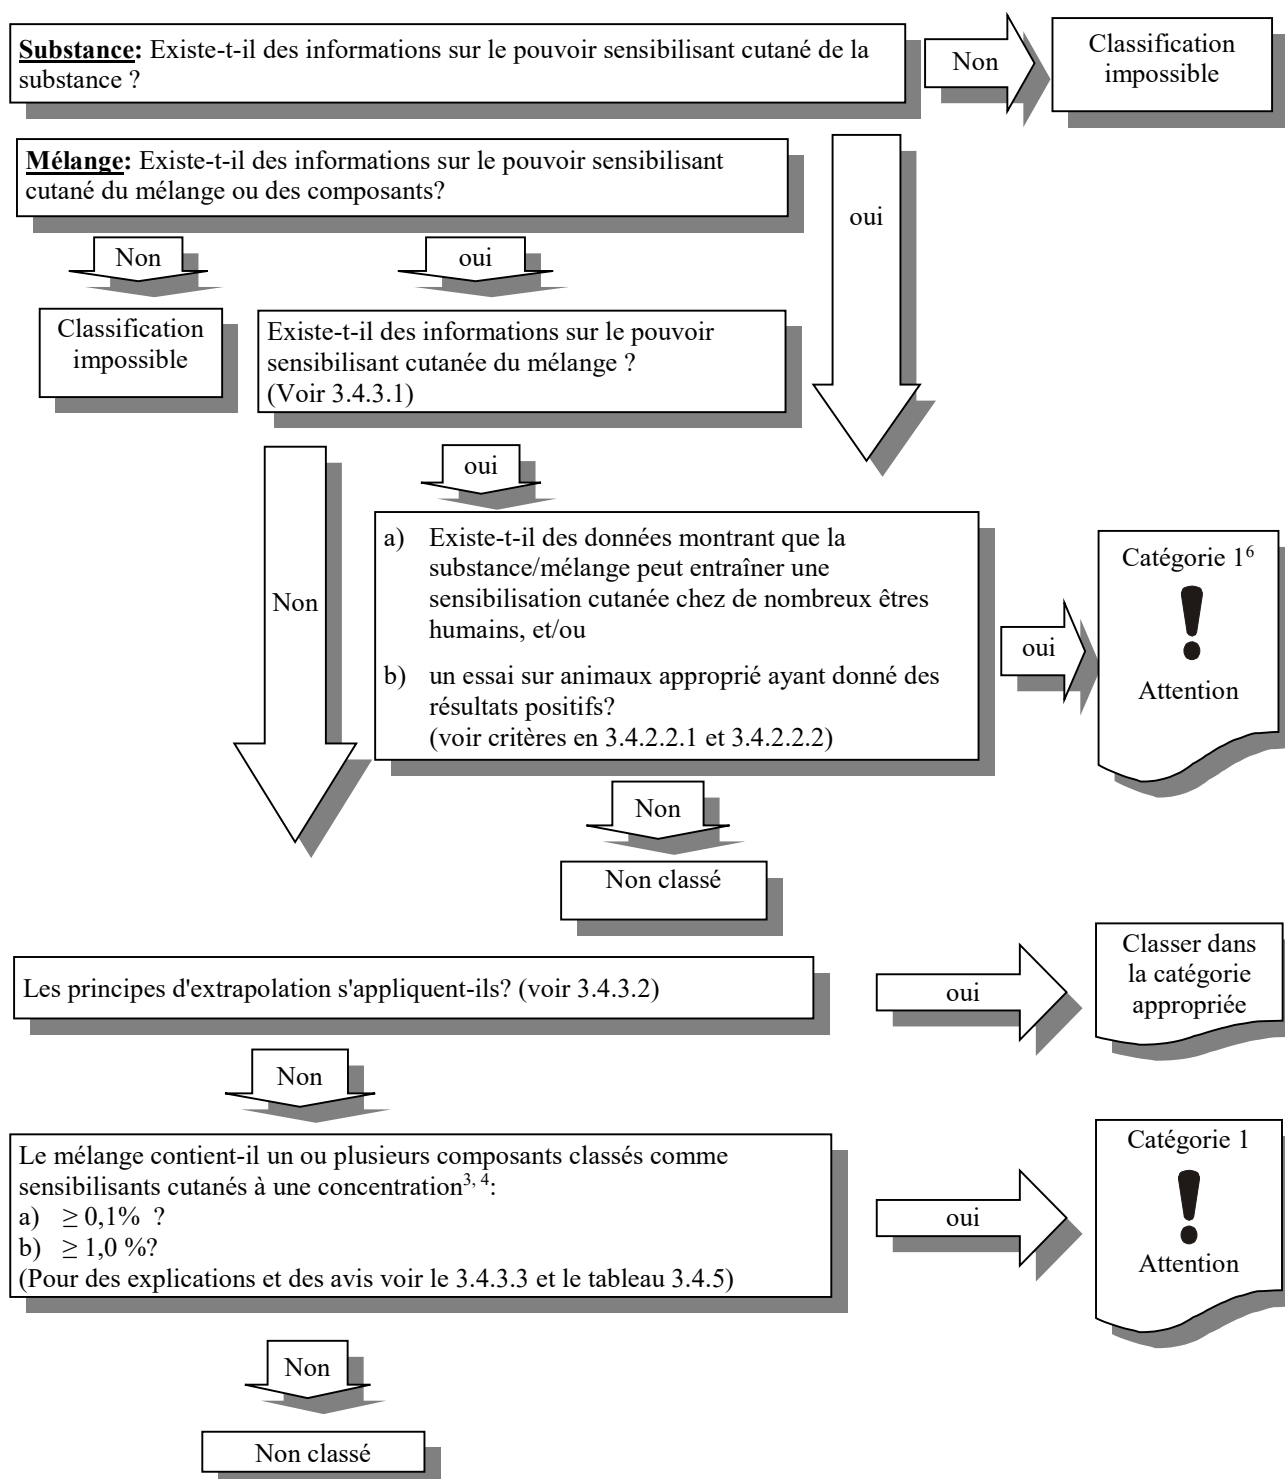 Substance: Existe-t-il des informations sur le pouvoir sensibilisant cutané de la
substance ?
Non
Classification
impossible
Mélange: Existe-t-il des informations sur le pouvoir sensibilisant
cutané du mélange ou des composants?
oui
Non
oui
Classification
impossible
Existe-t-il des informations sur le pouvoir
sensibilisant cutanée du mélange ?
(Voir 3.4.3.1)
oui
Non
a) Existe-t-il des données montrant que la
substance/mélange peut entraîner une
sensibilisation cutanée chez de nombreux êtres
humains, et/ou
b) un essai sur animaux approprié ayant donné des
résultats positifs?
(voir critères en 3.4.2.2.1 et 3.4.2.2.2)
oui
Catégorie 1⁶
!
Attention
Non
Non classé
Les principes d'extrapolation s'appliquent-ils? (voir 3.4.3.2)
oui
Classer dans
la catégorie
appropriée
Non
Le mélange contient-il un ou plusieurs composants classés comme
sensibilisants cutanés à une concentration³, ⁴:
a) ≥ 0,1% ?
b) ≥ 1,0 %?
(Pour des explications et des avis voir le 3.4.3.3 et le tableau 3.4.5)
oui
Catégorie 1
!
Attention
Non
Non classé